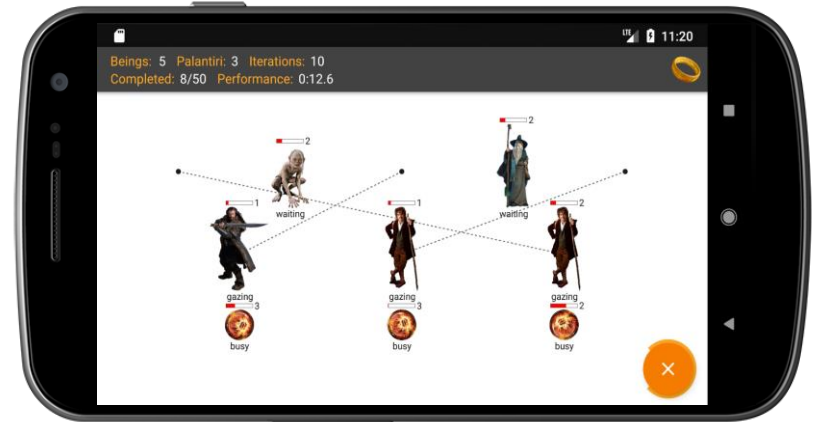 LTE 11:20
Beings: 5 Palantiri: 3 Iterations: 10
Completed: 8/50 Performance: 0:12.6
2
2
waiting
waiting
1
1
2
gazing
gazing
gazing
3
3
2
busy
busy
busy